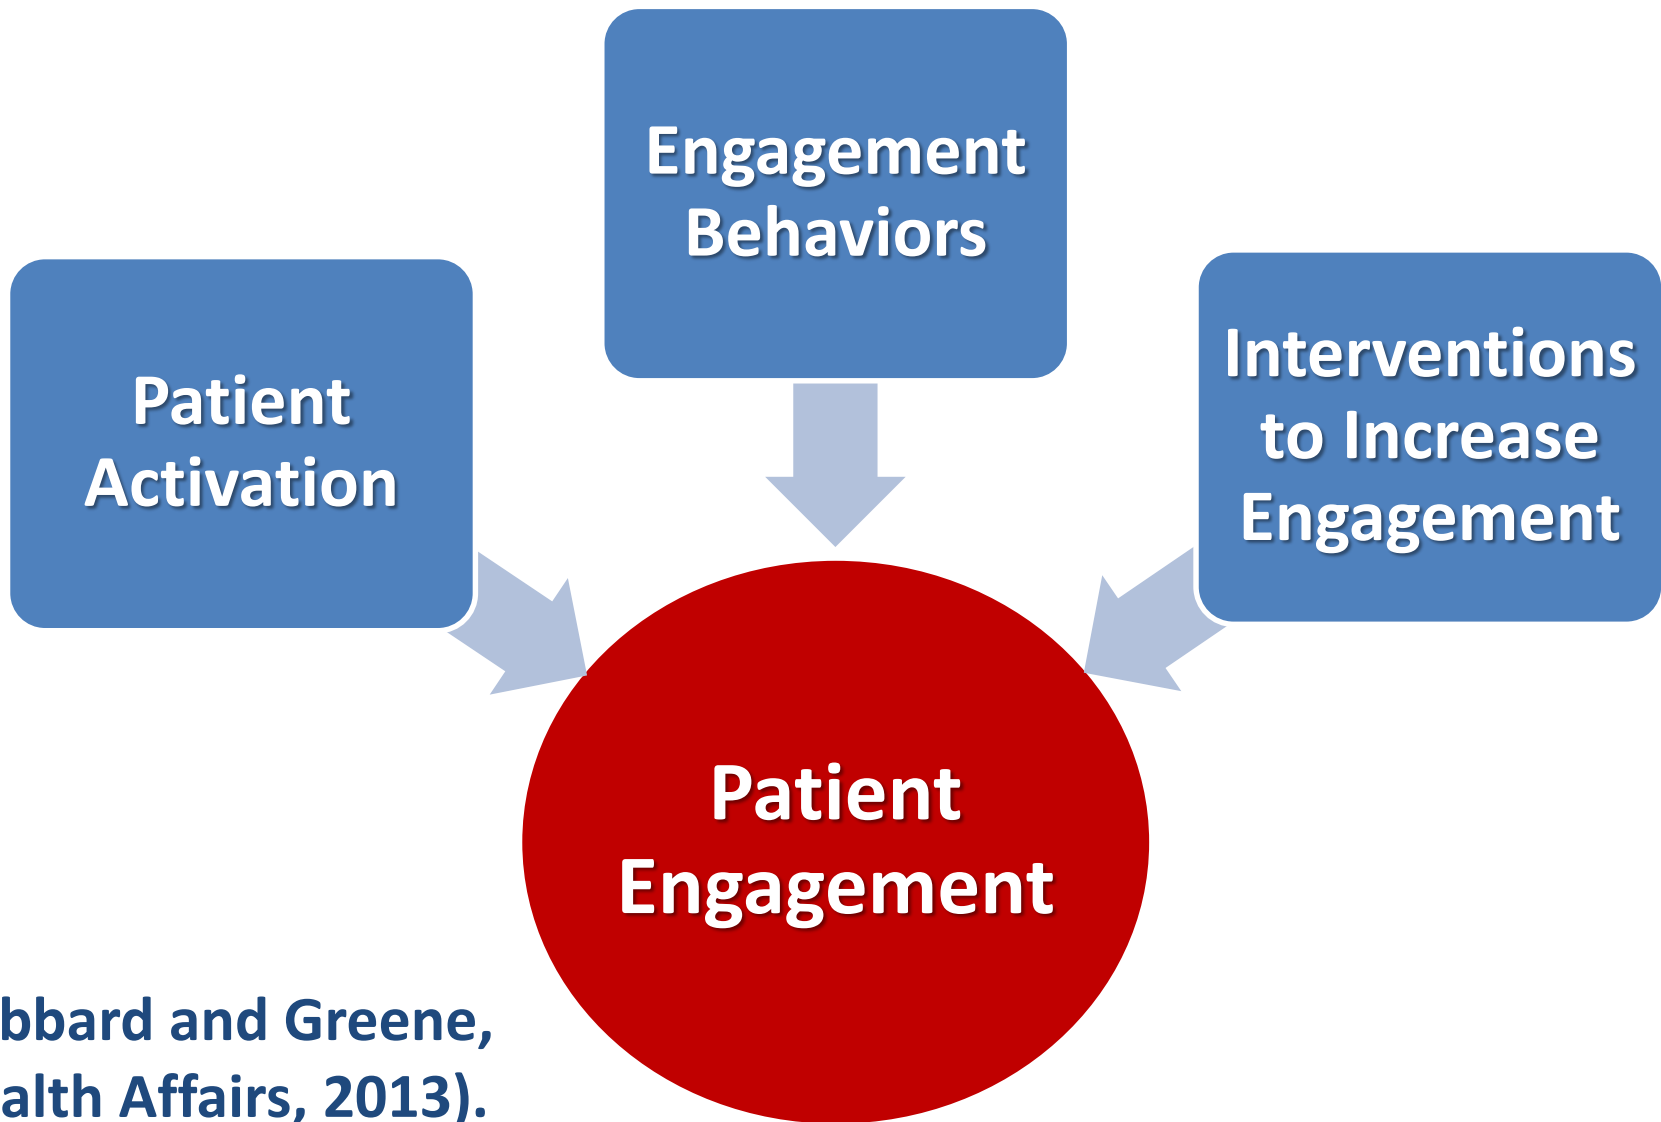 Engagement
Behaviors
Patient
Activation
Interventions
to Increase
Engagement
Patient
Engagement
bbard and Greene,
alth Affairs, 2013).